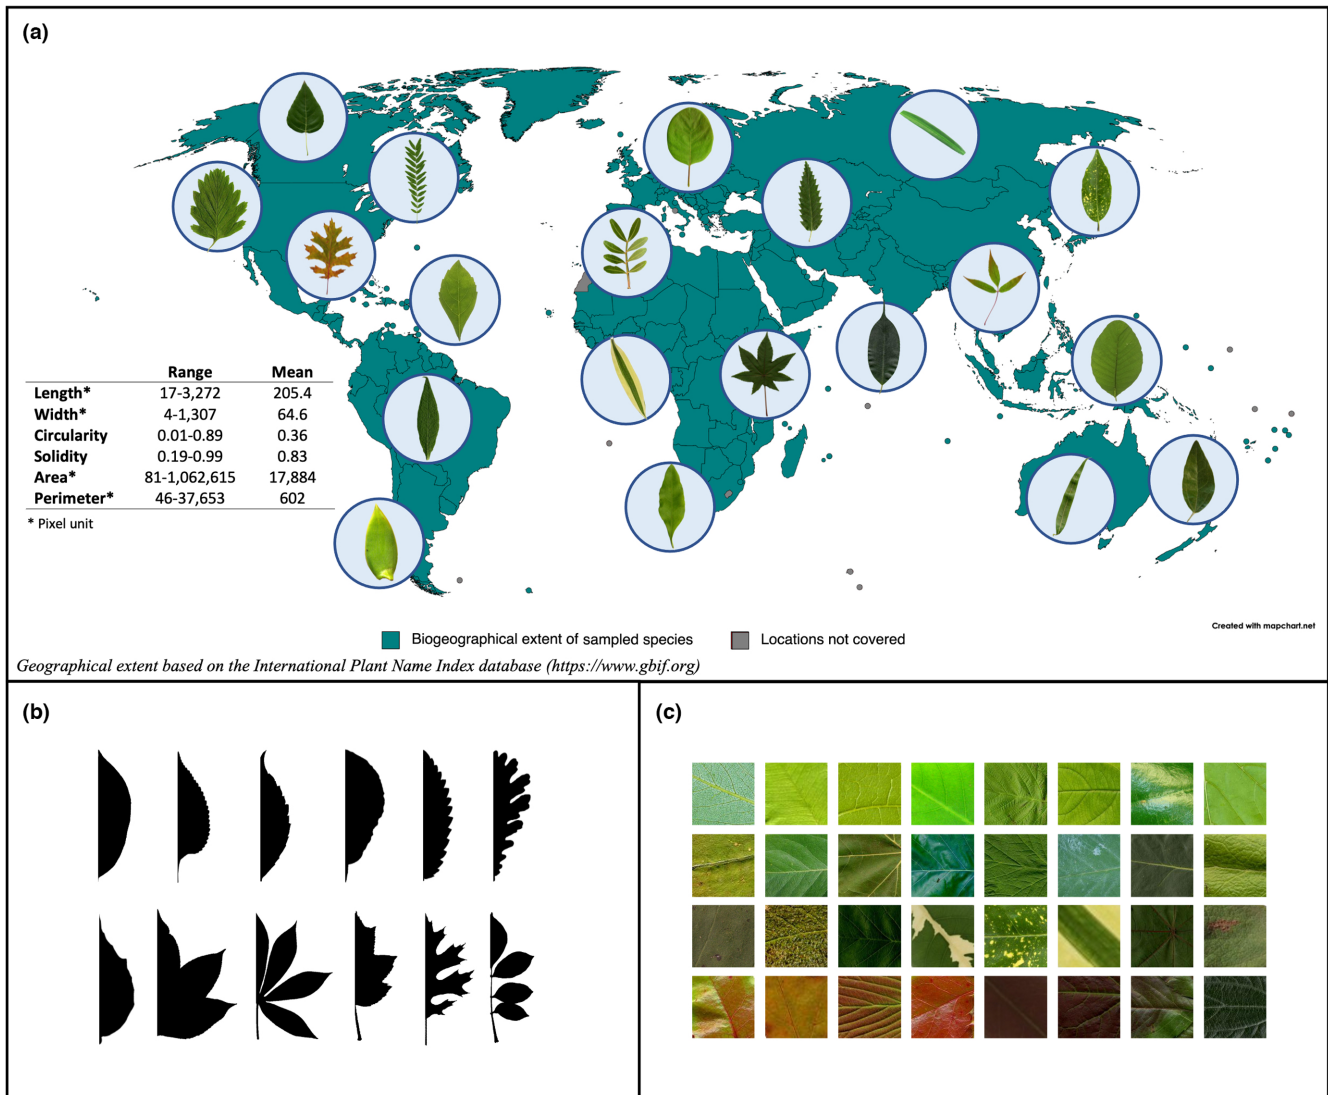 (a)
Range Mean
Length* 17-3,272 205.4
Width* 4-1,307 64.6
Circularity 0.01-0.89 0.36
Solidity 0.19-0.99 0.83
Area* 81-1,062,615 17,884
Perimeter* 46-37,653 602
* Pixel unit
Created with mapchart.net
Biogeographical extent of sampled species
Locations not covered
Geographical extent based on the International Plant Name Index database (https://www.gbif.org)
(b)
(c)